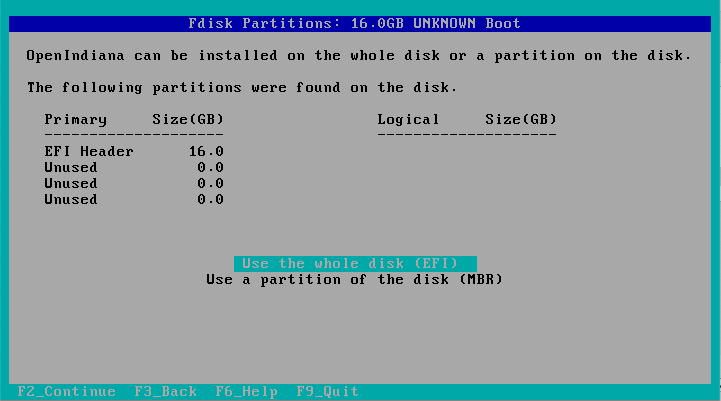 Fdisk Partitions: 16.0GB UNKNOWN Boot
OpenIndiana can be installed on the whole disk or a partition on the disk.
The following partitions were found on the disk.
Primary Size(GB) Logical Size(GB)
-------------------- --------------------
EFI Header 16.0
Unused 0.0
Unused 0.0
Unused 0.0
Use the whole disk (EFI)
Use a partition of the disk (MBR)
F2_Continue F3_Back F6_Help F9_Quit